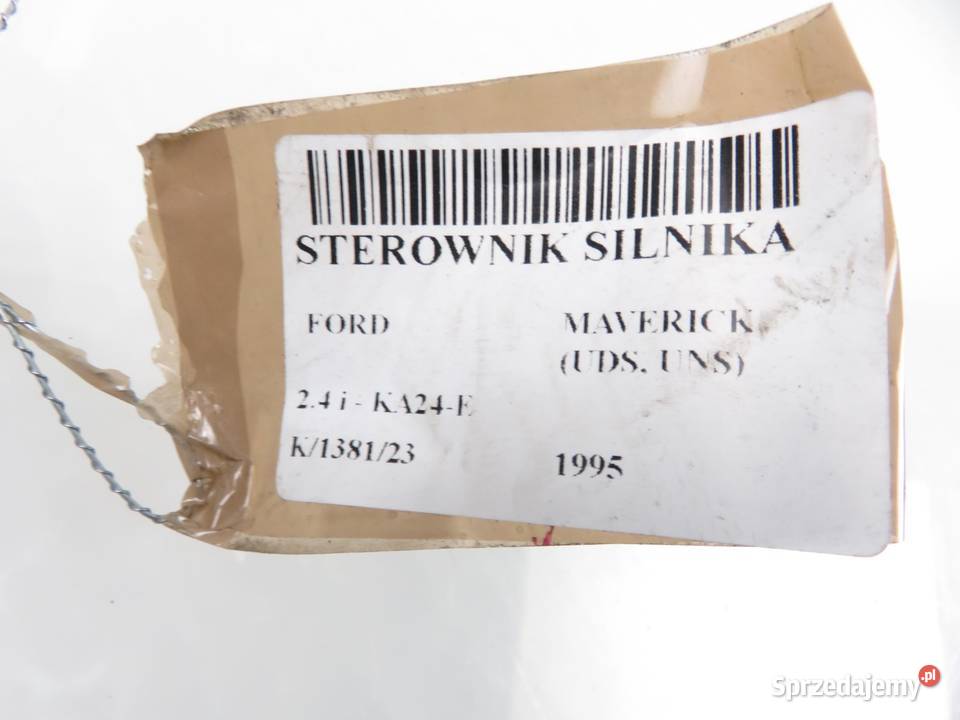 STEROWNIK SILNIKA
FORD MAVERICK
(UDS, UNS)
2.4 i - KA24-E
K/1381/23 1995
Sprzedajemy.pl